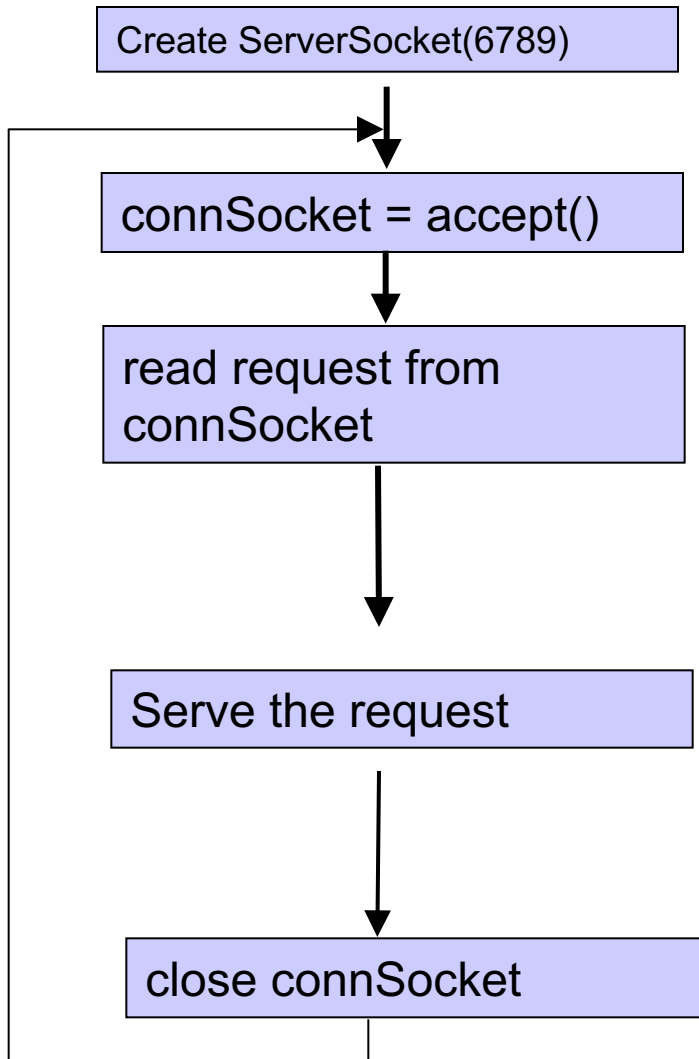 Create ServerSocket(6789)
connSocket = accept()
read request from
connSocket
Serve the request
close connSocket